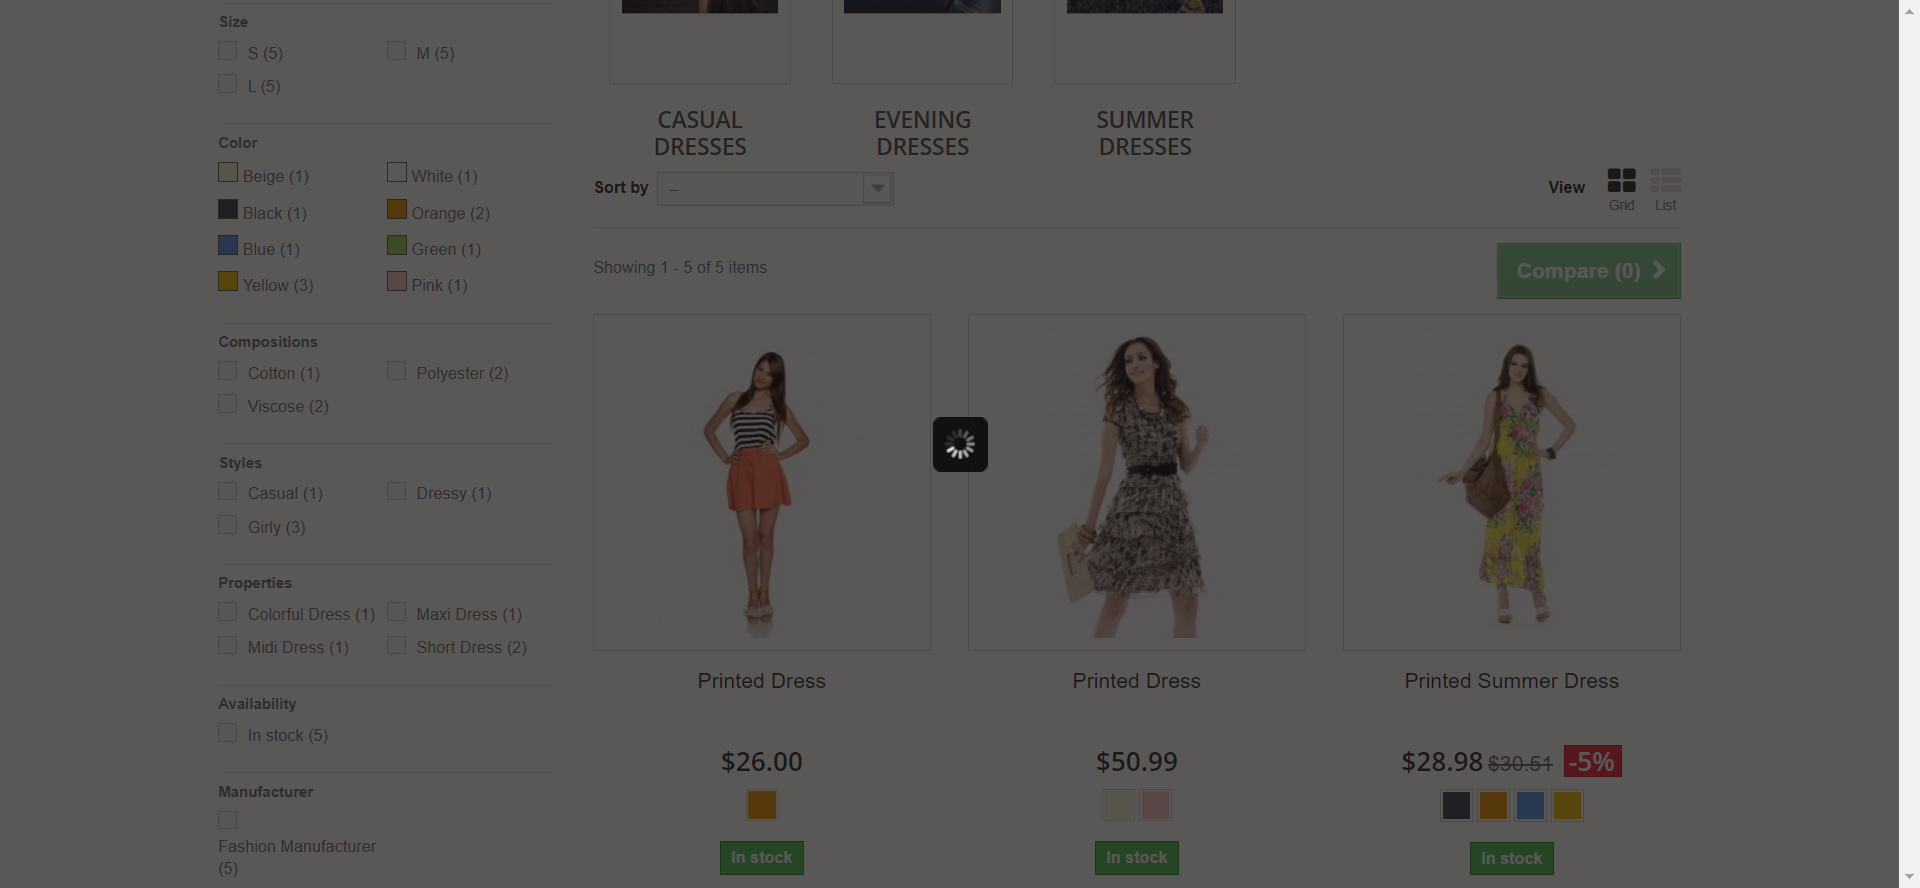 Size
S (5)
M (5)
L (5)
Color
Beige (1)
White (1)
Black (1)
Orange (2)
Blue (1)
Green (1)
Yellow (3)
Pink (1)
Compositions
Cotton (1)
Polyester (2)
Viscose (2)
Styles
Casual (1)
Dressy (1)
Girly (3)
Properties
Colorful Dress (1)
Maxi Dress (1)
Midi Dress (1)
Short Dress (2)
Availability
In stock (5)
Manufacturer
Fashion Manufacturer
(5)
CASUAL
DRESSES
EVENING
DRESSES
SUMMER
DRESSES
Sort by
--
View
Grid
List
Showing 1 - 5 of 5 items
Compare (0)
Printed Dress
$26.00
In stock
Printed Dress
$50.99
In stock
Printed Summer Dress
$28.98 $30.51 -5%
In stock